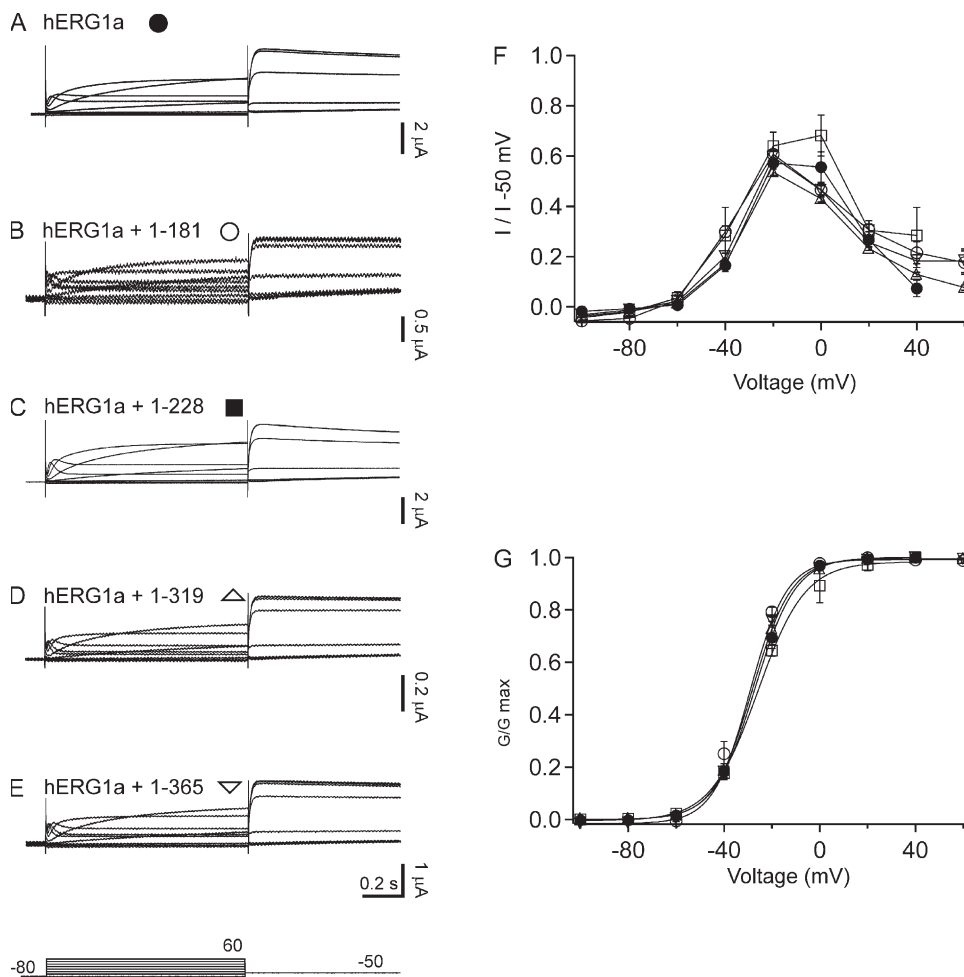 A hERG1a
2 µA
B hERG1a + 1-181
0.5 µA
C hERG1a + 1-228
2 µA
D hERG1a + 1-319
0.2 µA
E hERG1a + 1-365
1 µA
0.2 s
-80
60
-50
F
1.0
0.8
0.6
0.4
0.2
0.0
I / I -50 mV
-80
-40
0
40
Voltage (mV)
G
1.0
0.8
0.6
0.4
0.2
0.0
G/G max
-80
-40
0
40
Voltage (mV)